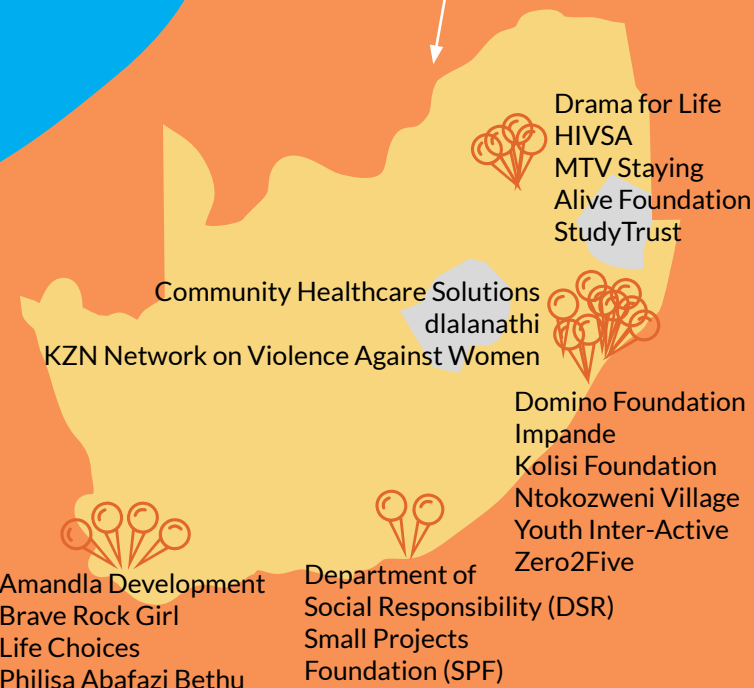 Drama for Life
HIVSA
MTV Staying
Alive Foundation
StudyTrust
Community Healthcare Solutions
dlalanathi
KZN Network on Violence Against Women
Domino Foundation
Impande
Kolisi Foundation
Ntokozweni Village
Youth Inter-Active
Zero2Five
Amandla Development
Brave Rock Girl
Life Choices
Philisa Abafazi Bethu
Department of
Social Responsibility (DSR)
Small Projects
Foundation (SPF)